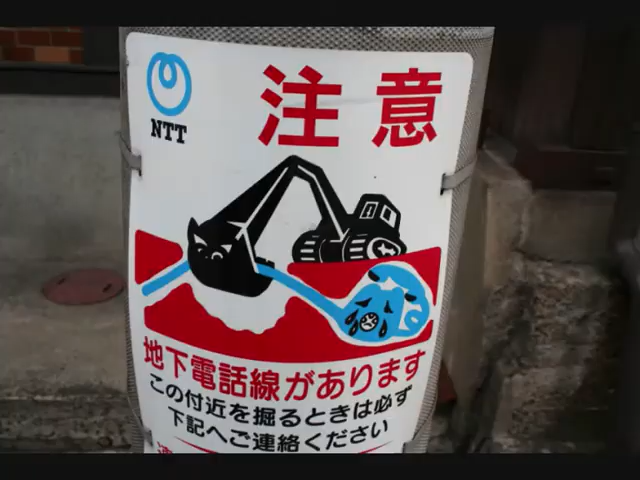 NTT
注意
地下電話線があります
この付近を掘るときは必ず
下記へご連絡ください